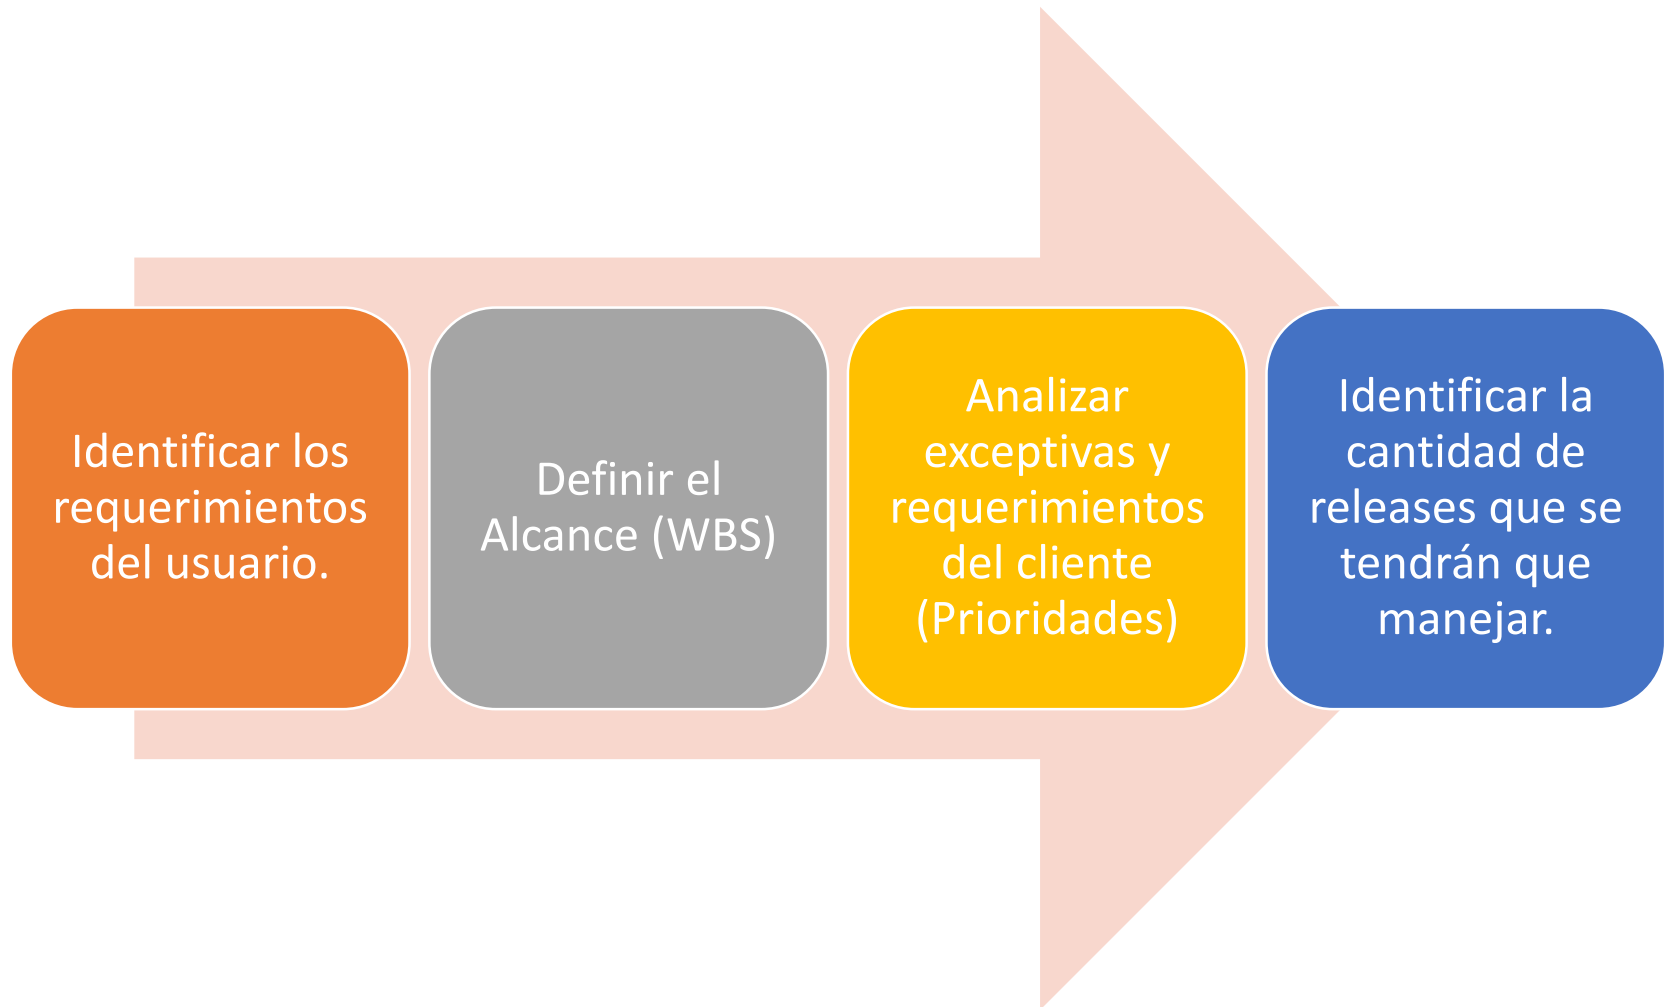 Identificar los
requerimientos
del usuario.
Definir el
Alcance (WBS)
Analizar
exceptivas y
requerimientos
del cliente
(Prioridades)
Identificar la
cantidad de
releases que se
tendrán que
manejar.